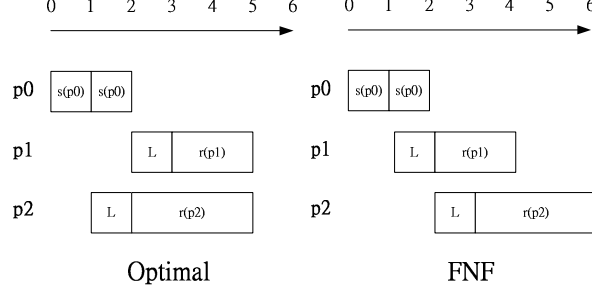 0 1 2 3 4 5 6
p0 s(p0) s(p0)
p1 L r(p1)
p2 L r(p2)
Optimal
0 1 2 3 4 5 6
p0 s(p0) s(p0)
p1 L r(p1)
p2 L r(p2)
FNF